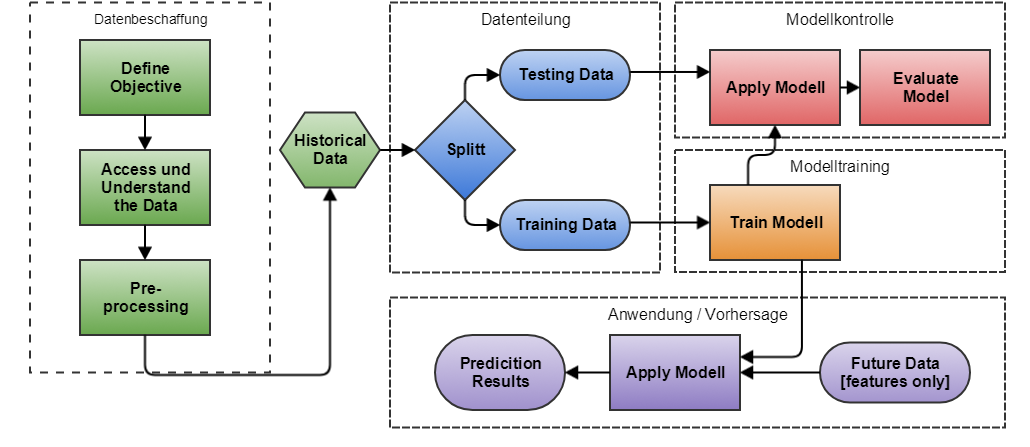 Datenbeschaffung
Define
Objective
Access und
Understand
the Data
Pre-
processing
Historical
Data
Datenteilung
Splitt
Testing Data
Training Data
Modellkontrolle
Apply Modell
Evaluate
Model
Modelltraining
Train Modell
Anwendung / Vorhersage
Predicition
Results
Apply Modell
Future Data
[features only]